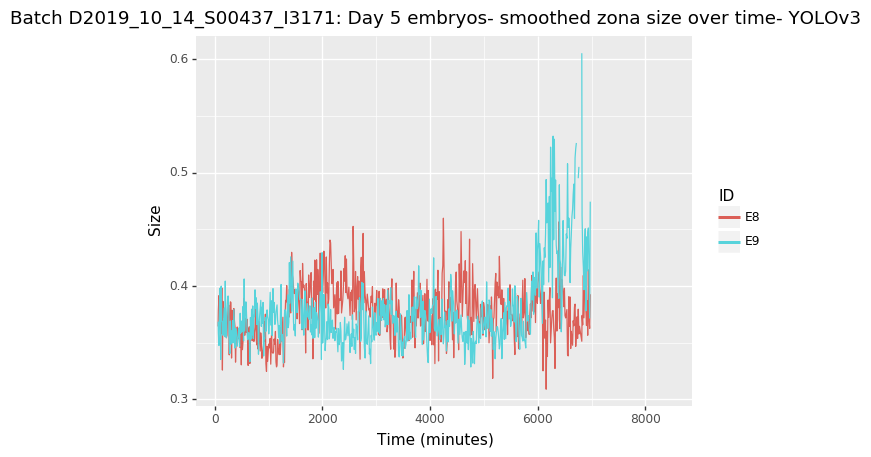 Batch D2019_10_14_S00437_I3171: Day 5 embryos- smoothed zona size over time- YOLOv3
0.6
0.5
0.4
0.3
Size
0
2000
4000
6000
8000
Time (minutes)
ID
E8
E9